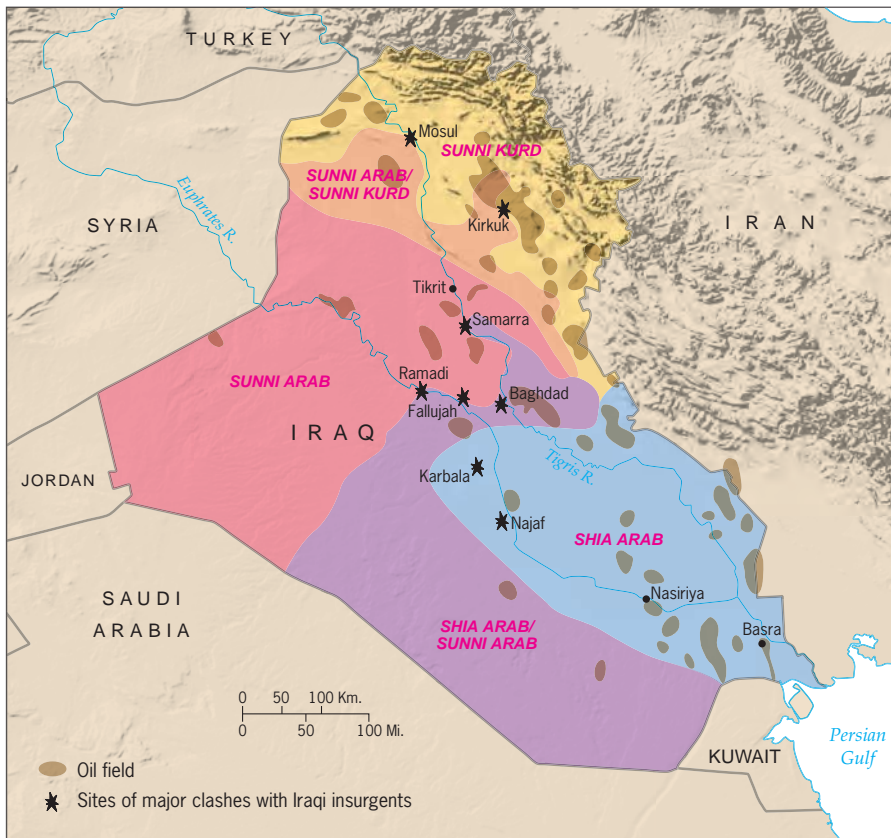 TURKEY
Mosul
SUNNI KURD
SUNNI ARAB/
SUNNI KURD
Euphrates R.
Kirkuk
SYRIA
IRAN
Tikrit
Samarra
Ramadi
SUNNI ARAB
Baghdad
Fallujah
IRAQ
Tigris R.
Karbala
JORDAN
Najaf
SHIA ARAB
SAUDI
ARABIA
Nasiriya
SHIA ARAB/
SUNNI ARAB
Basra
0 50 100 Km.
0 50 100 Mi.
Persian
Gulf
KUWAIT
Oil field
Sites of major clashes with Iraqi insurgents